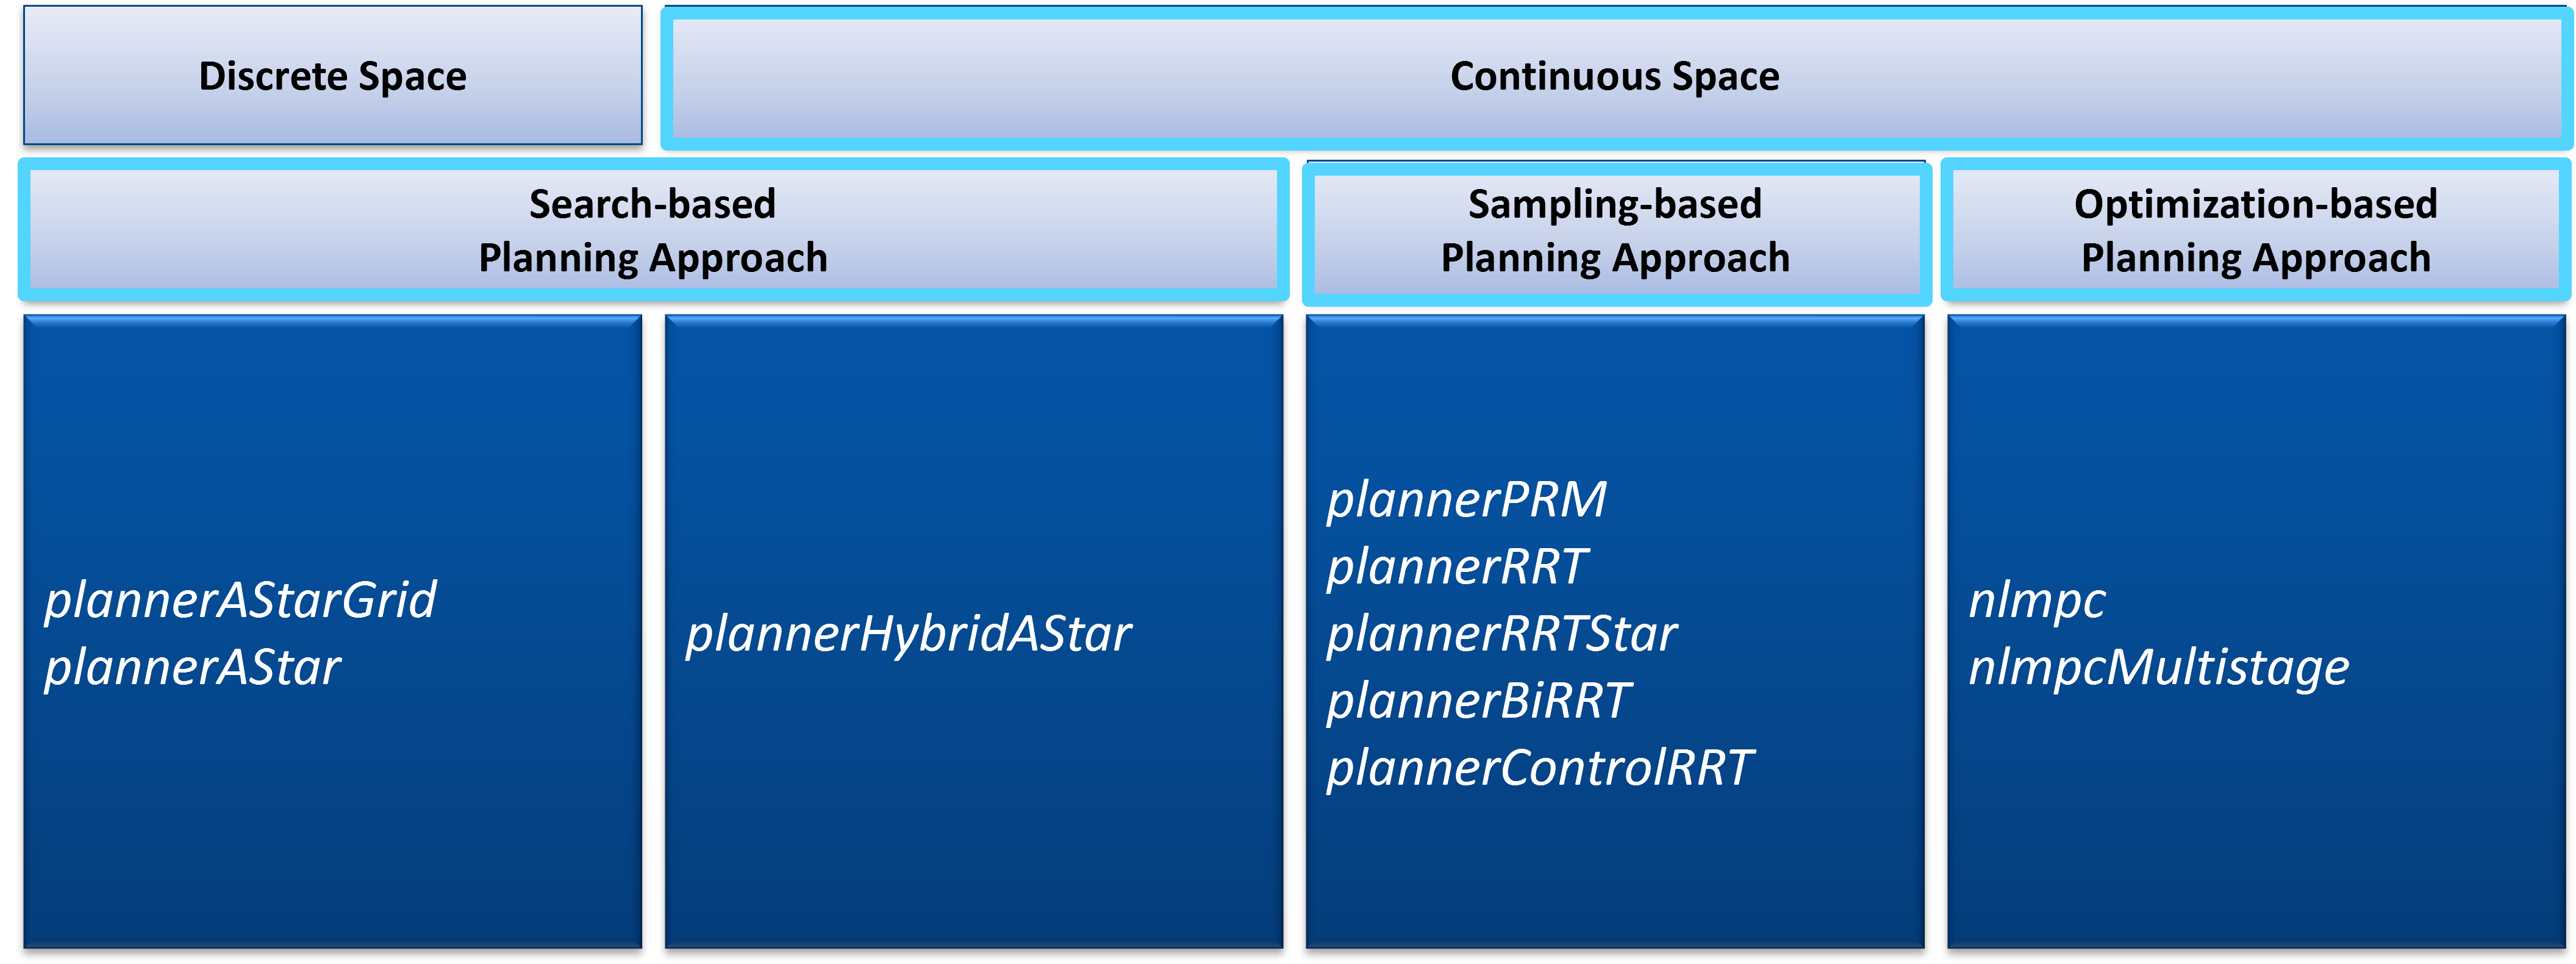 Discrete Space
Continuous Space
Search-based
Planning Approach
Sampling-based
Planning Approach
Optimization-based
Planning Approach
plannerAStarGrid
plannerAStar
plannerHybridAStar
plannerPRM
plannerRRT
plannerRRTStar
plannerBiRRT
plannerControlRRT
nlmpc
nlmpcMultistage